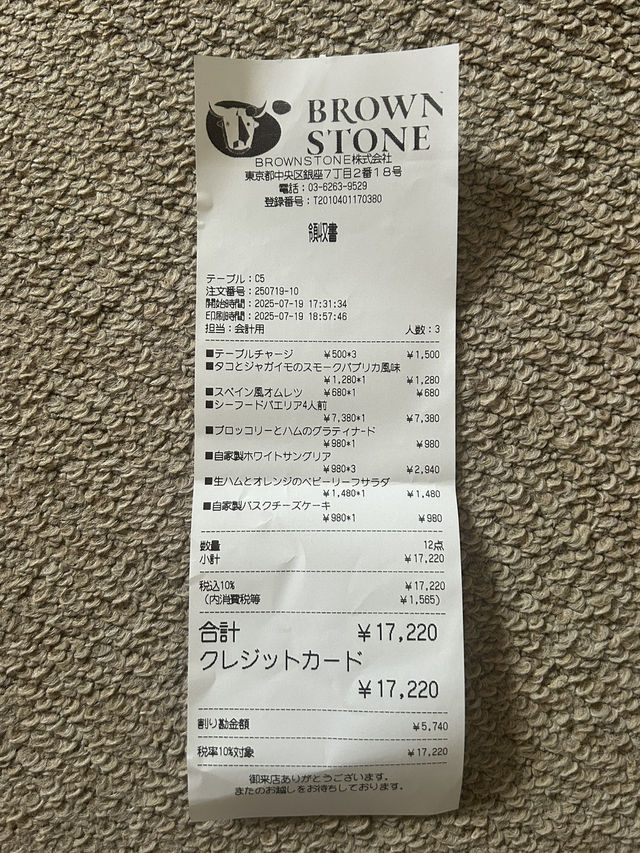 BROWN
STONE
BROWNSTONE株式会社
東京都中央区銀座7丁目2番18号
電話：03-6263-9529
登録番号：T2010401170380
領収書
テーブル：C5
注文番号：250719-10
開始時間：2025-07-19 17:31:34
印刷時間：2025-07-19 18:57:46
担当：会計用 人数：3
■テーブルチャージ ¥500*3 ¥1,500
■タコとジャガイモのスモークパプリカ風味
¥1,280*1 ¥1,280
■スペイン風オムレツ ¥680*1 ¥680
■シーフードパエリア4人前
¥7,380*1 ¥7,380
■ブロッコリーとハムのグラティナード
¥980*1 ¥980
■自家製ホワイトサングリア
¥980*3 ¥2,940
■生ハムとオレンジのベビーリーフサラダ
¥1,480*1 ¥1,480
■自家製バスクチーズケーキ
¥980*1 ¥980
数量 12点
小計 ¥17,220
税込10% ¥17,220
(内消費税等 ¥1,565)
合計 ¥17,220
クレジットカード
¥17,220
割り勘金額 ¥5,740
税率10%対象 ¥17,220
御来店ありがとうございます。
またのお越しをお待ちしております。